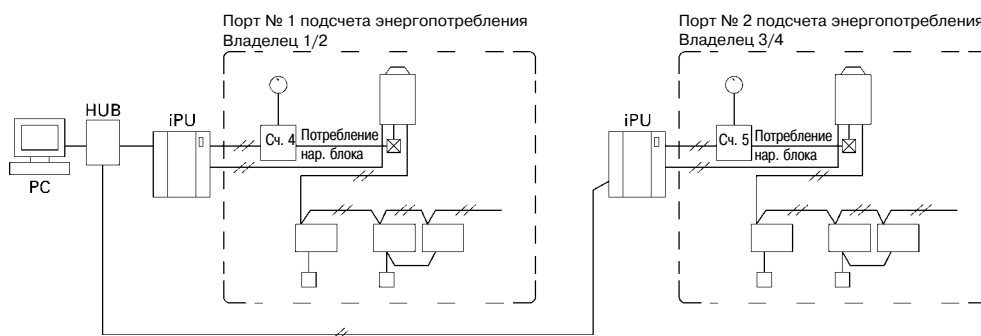 Порт № 1 подсчета энергопотребления
Владелец 1/2
Порт № 2 подсчета энергопотребления
Владелец 3/4
HUB
iPU
Сч. 4
Потребление
нар. блока
PC
iPU
Сч. 5
Потребление
нар. блока